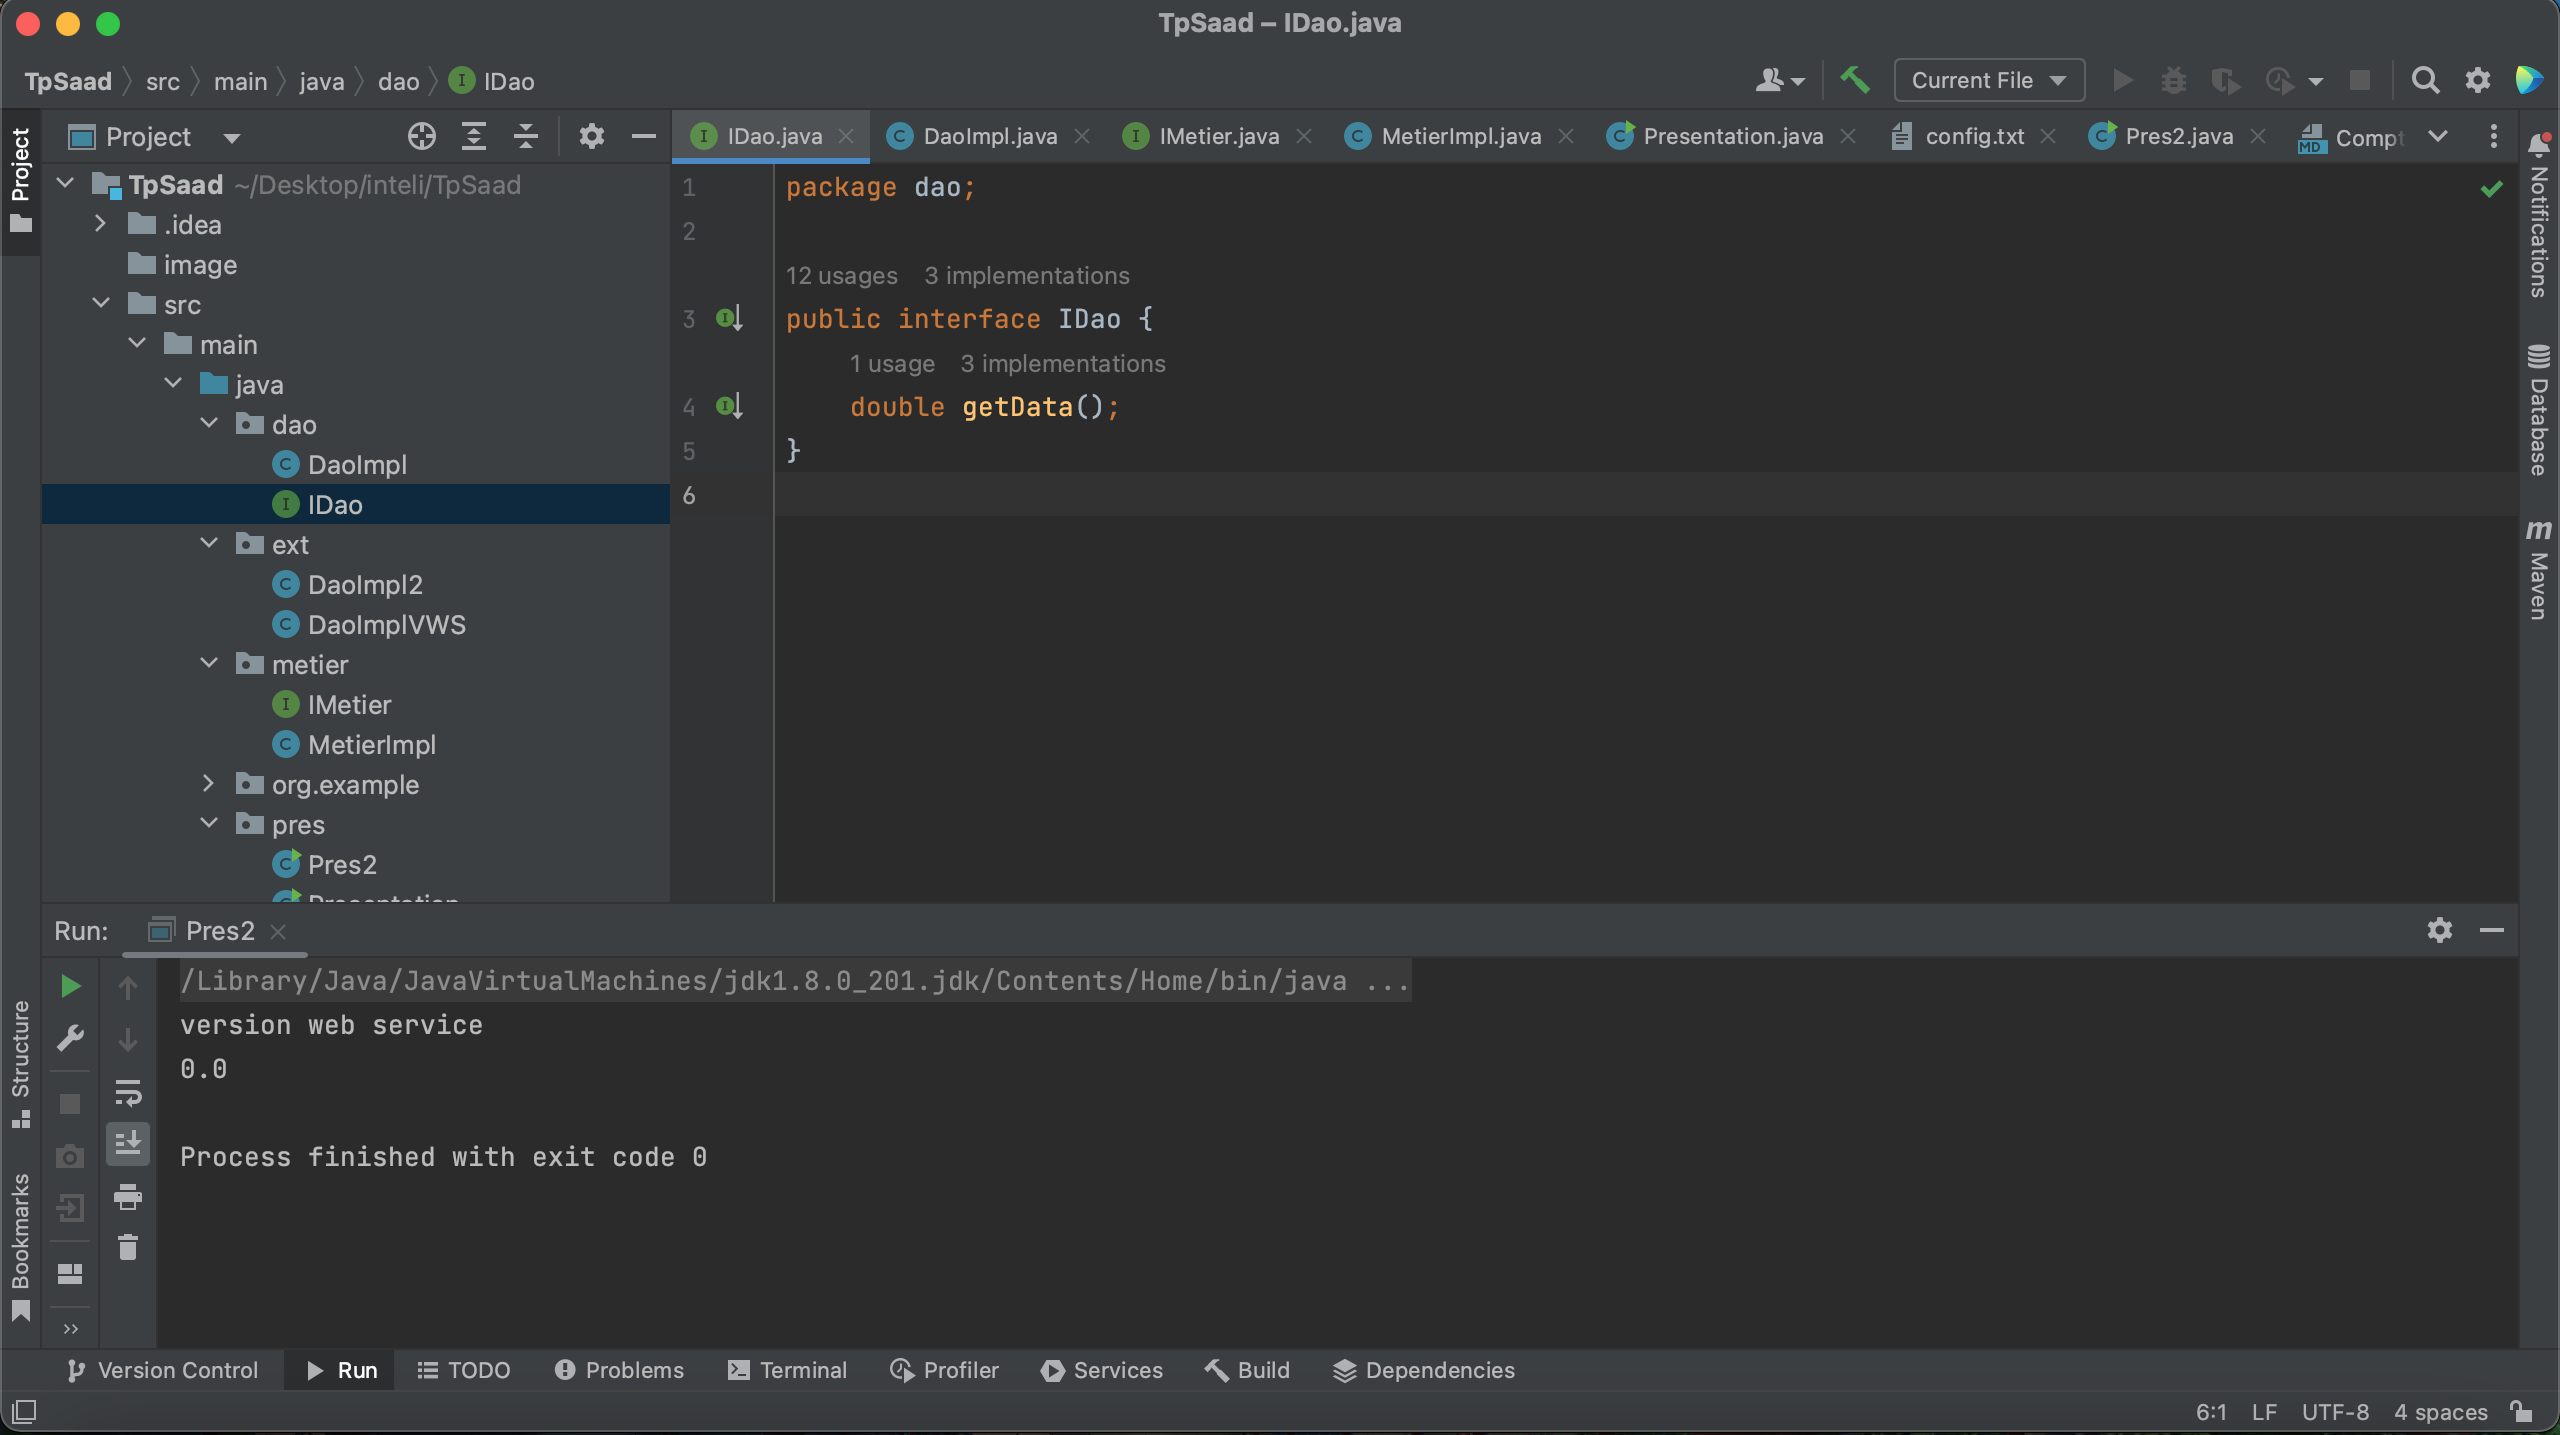 TpSaad – IDao.java
TpSaad src main java dao IDao
Current File
Project
Project
IDao.java DaoImpl.java IMetier.java MetierImpl.java Presentation.java config.txt Pres2.java Compt
TpSaad ~/Desktop/inteli/TpSaad
.idea
image
src
main
java
dao
DaoImpl
IDao
ext
DaoImpl2
DaoImplVWS
metier
IMetier
MetierImpl
org.example
pres
Pres2
Presentation
1 package dao;
2
12 usages 3 implementations
3 public interface IDao {
1 usage 3 implementations
4 double getData();
5 }
6
Notifications
Database
Maven
Run: Pres2
/Library/Java/JavaVirtualMachines/jdk1.8.0_201.jdk/Contents/Home/bin/java ...
version web service
0.0
Process finished with exit code 0
Structure
Bookmarks
Version Control Run TODO Problems Terminal Profiler Services Build Dependencies
6:1 LF UTF-8 4 spaces